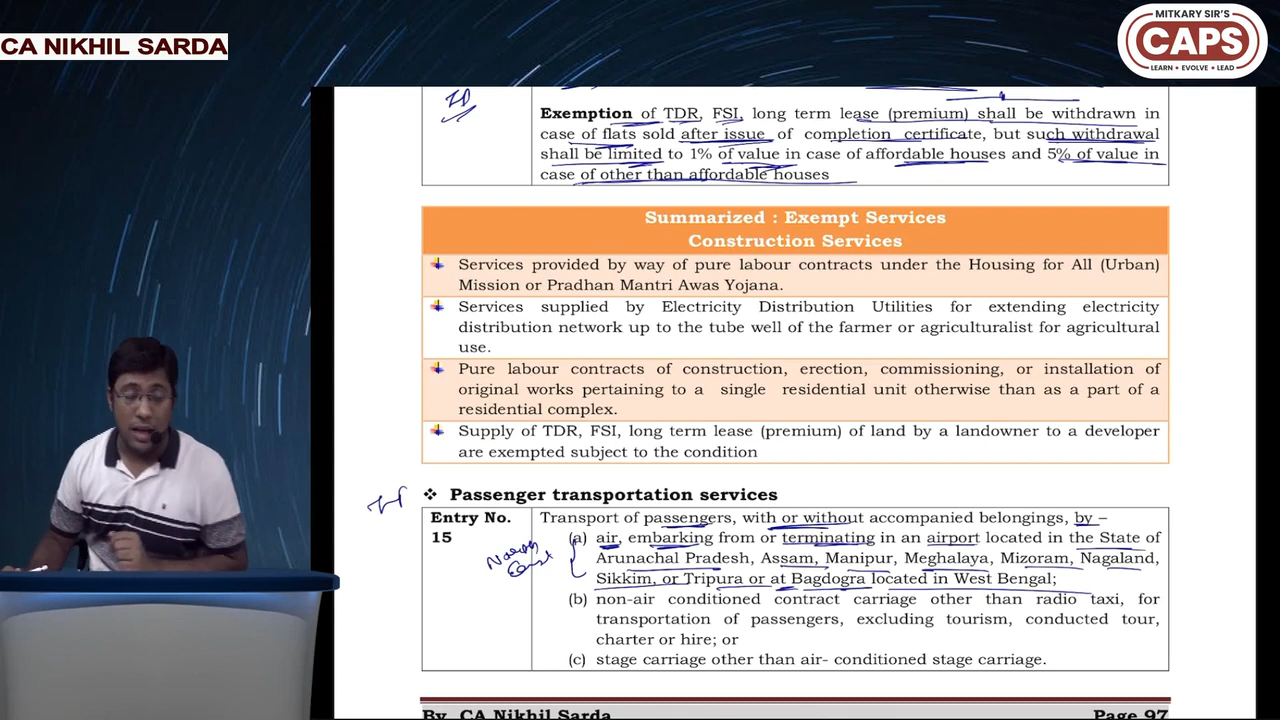 CA NIKHIL SARDA
MITKARY SIR'S
CAPS
LEARN • EVOLVE • LEAD
Exemption of TDR, FSI, long term lease (premium) shall be withdrawn in
case of flats sold after issue of completion certificate, but such withdrawal
shall be limited to 1% of value in case of affordable houses and 5% of value in
case of other than affordable houses
Summarized : Exempt Services
Construction Services
Services provided by way of pure labour contracts under the Housing for All (Urban)
Mission or Pradhan Mantri Awas Yojana.
Services supplied by Electricity Distribution Utilities for extending electricity
distribution network up to the tube well of the farmer or agriculturalist for agricultural
use.
Pure labour contracts of construction, erection, commissioning, or installation of
original works pertaining to a single residential unit otherwise than as a part of a
residential complex.
Supply of TDR, FSI, long term lease (premium) of land by a landowner to a developer
are exempted subject to the condition
❖ Passenger transportation services
Entry No.
15
Transport of passengers, with or without accompanied belongings, by –
(a) air, embarking from or terminating in an airport located in the State of
Arunachal Pradesh, Assam, Manipur, Meghalaya, Mizoram, Nagaland,
Sikkim, or Tripura or at Bagdogra located in West Bengal;
(b) non-air conditioned contract carriage other than radio taxi, for
transportation of passengers, excluding tourism, conducted tour,
charter or hire; or
(c) stage carriage other than air- conditioned stage carriage.
By CA Nikhil Sarda
Page 97